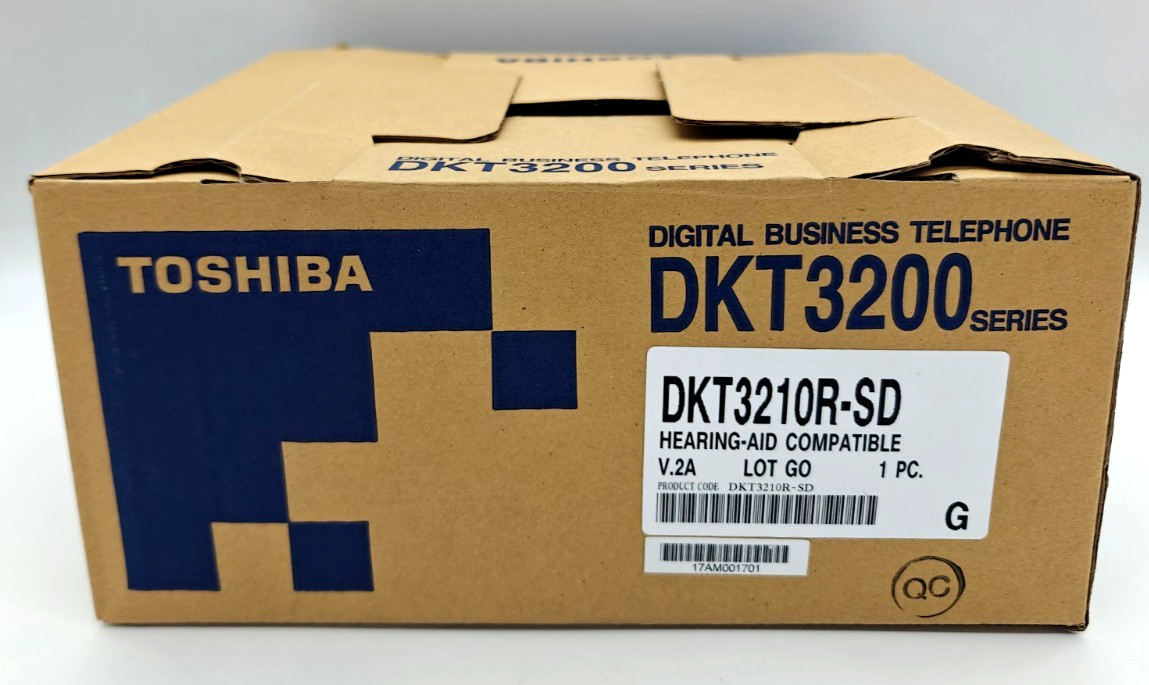 TOSHIBA
DIGITAL BUSINESS TELEPHONE
DKT3200 SERIES
TOSHIBA
DIGITAL BUSINESS TELEPHONE
DKT3200 SERIES
DKT3210R-SD
HEARING-AID COMPATIBLE
V.2A LOT GO 1 PC.
PRODUCT CODE DKT3210R-SD
G
17AM001701
QC